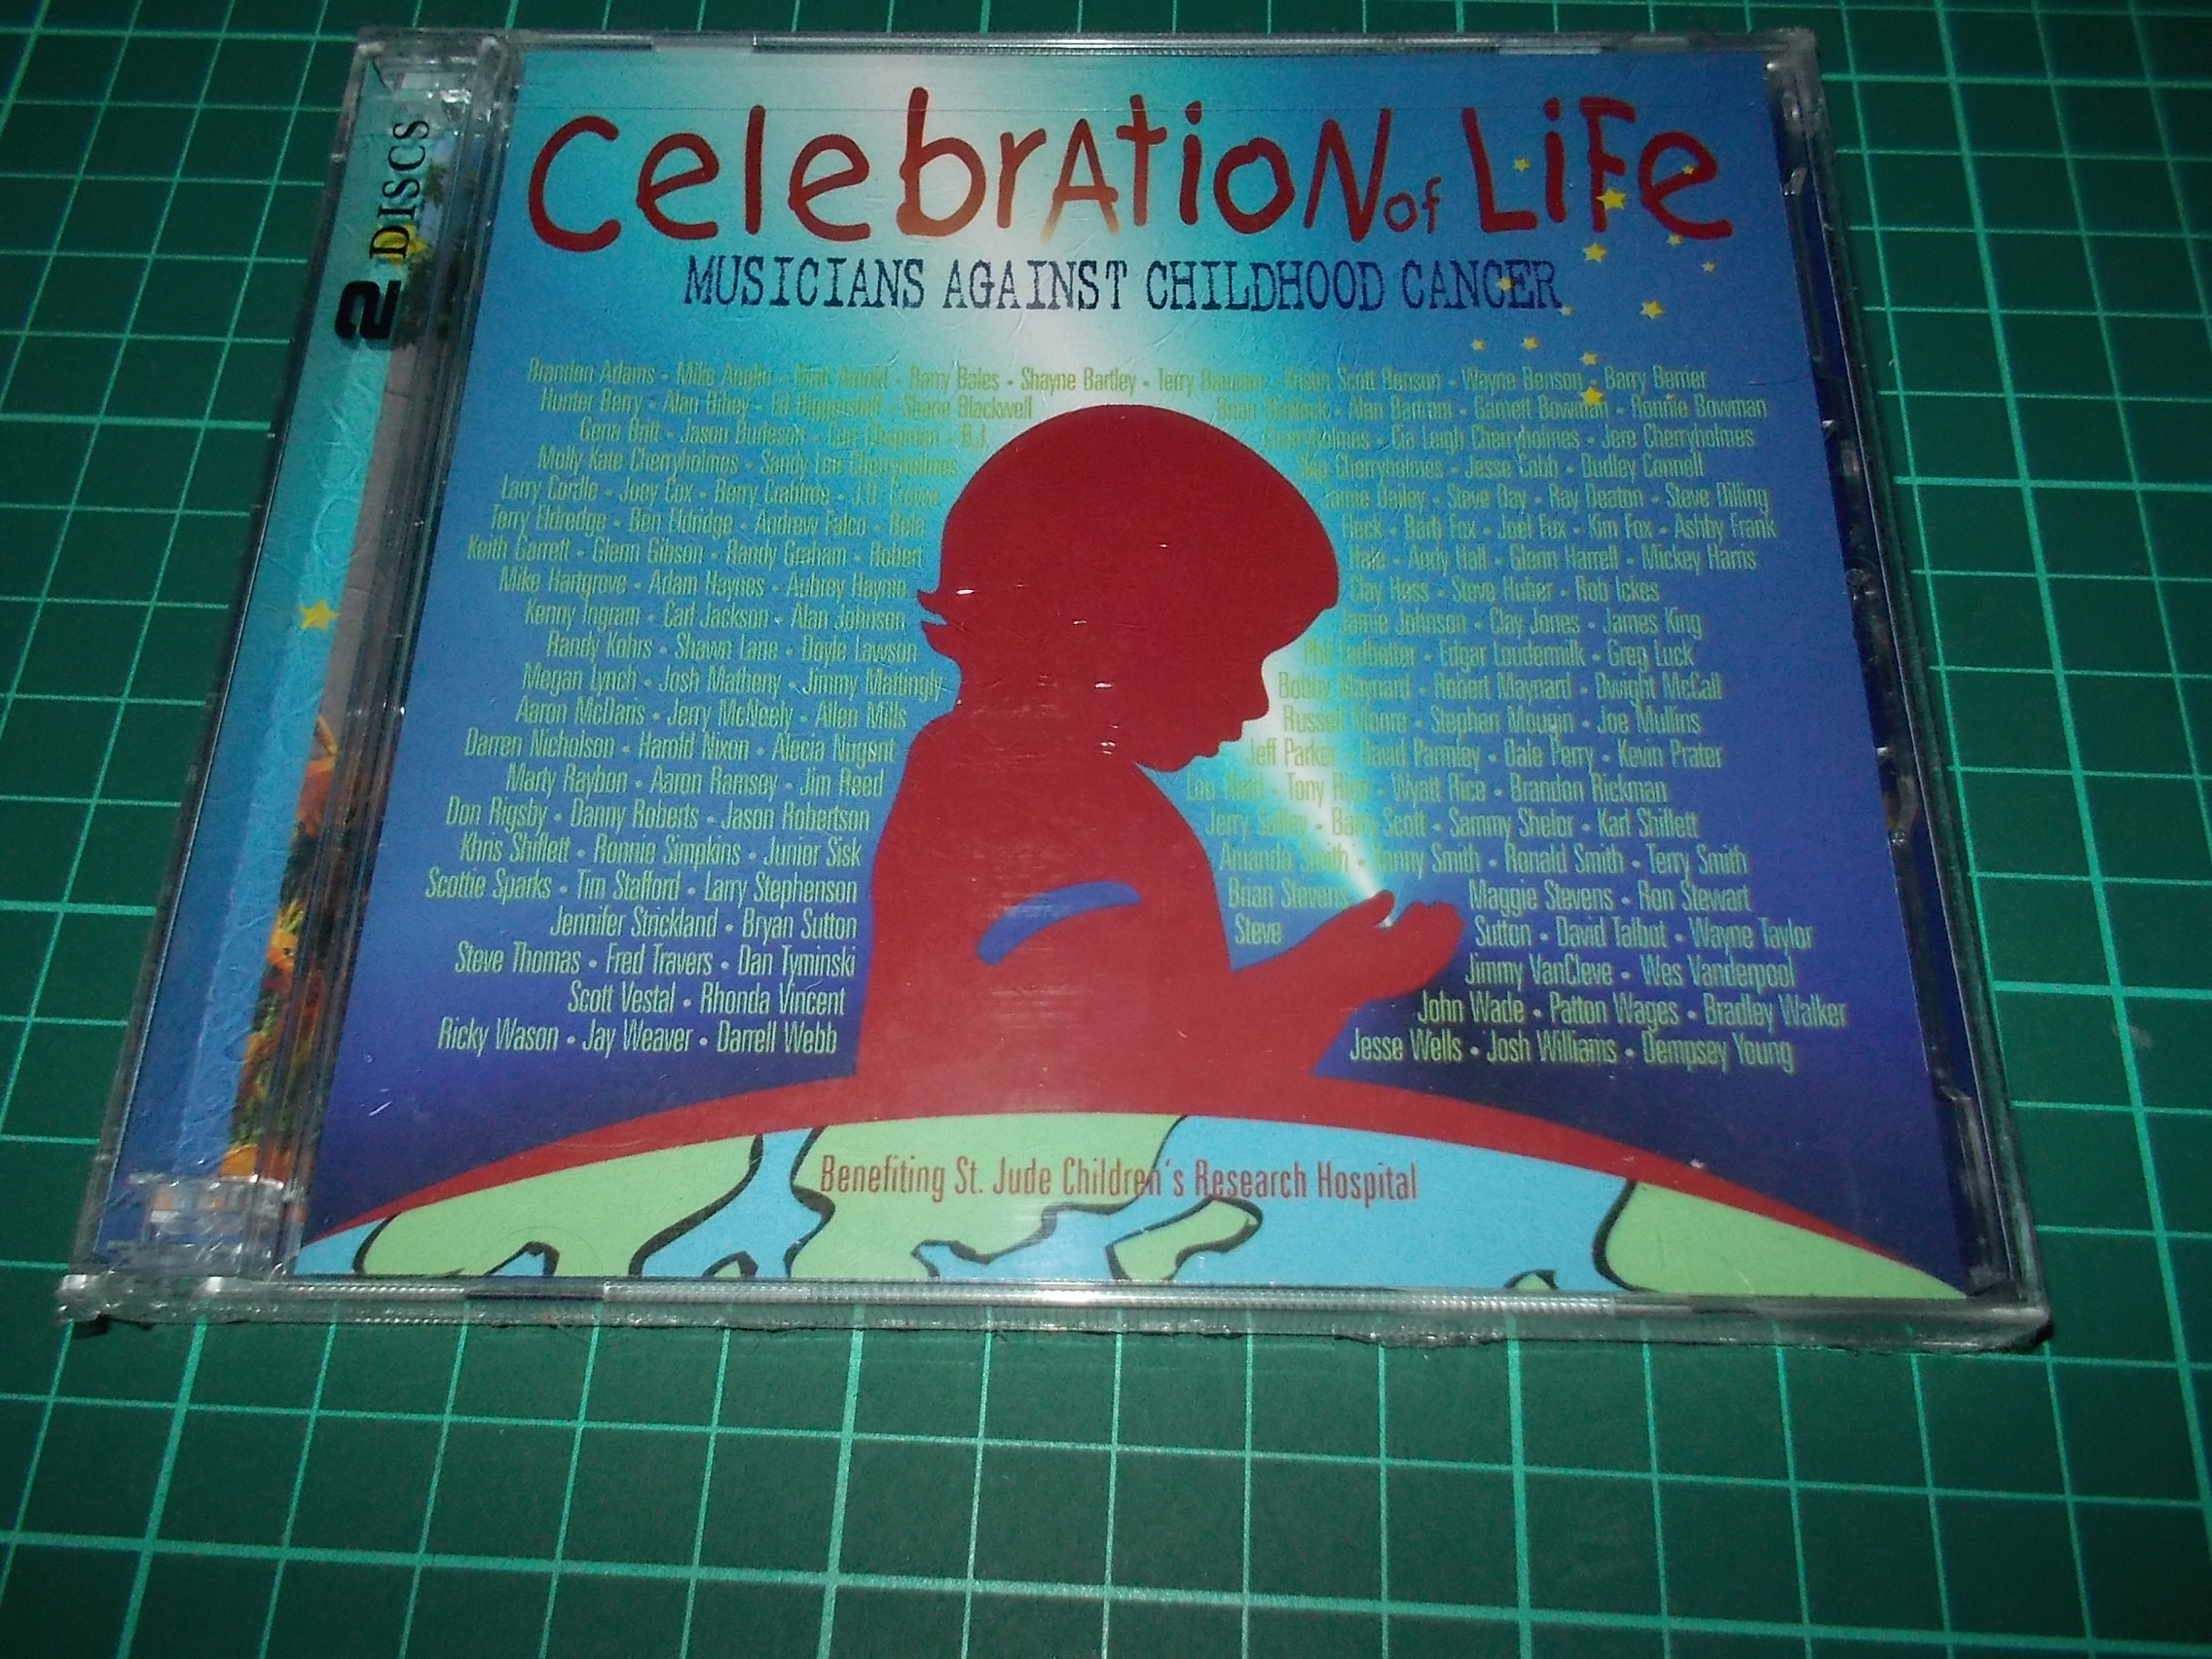 2 DISCS
CelebrAtioN of LiFe
MUSICIANS AGAINST CHILDHOOD CANCER
Brandon Adams • Mike • Barry Bales • Shayne Bartley • Terry • Scott Benson • Wayne Benson • Barry Berrier
Hunter Berry • Alan Bibey • Ed • Shane Blackwell • Alan Bartram • Garnett Bowman • Ronnie Bowman
Gena Britt • Jason Burleson • B.J. Cherryholmes • Cia Leigh Cherryholmes • Jere Cherryholmes
Molly Kate Cherryholmes • Sandy Lee Cherryholmes • Skip Cherryholmes • Jesse Cobb • Dudley Connell
Larry Cordle • Joey Cox • Berry Crabtree • J.D. Crowe • Jamie Dailey • Steve Day • Ray Deaton • Steve Dilling
Terry Eldredge • Ben Eldridge • Andrew Falco • Bela Fleck • Barb Fox • Joel Fox • Kim Fox • Ashby Frank
Keith Garrett • Glenn Gibson • Randy Graham • Robert Hale • Andy Hall • Glenn Harrell • Mickey Harris
Mike Hartgrove • Adam Haynes • Aubrey Haynie • Clay Hess • Steve Huber • Rob Ickes
Kenny Ingram • Carl Jackson • Alan Johnson • Jamie Johnson • Clay Jones • James King
Randy Kohrs • Shawn Lane • Doyle Lawson • Phil Ledbetter • Edgar Loudermilk • Greg Luck
Megan Lynch • Josh Matheny • Jimmy Mattingly • Bobby Maynard • Robert Maynard • Dwight McCall
Aaron McDaris • Jerry McNeely • Allen Mills • Russell Moore • Stephen Mougin • Joe Mullins
Darren Nicholson • Harold Nixon • Alecia Nugent • Jeff Parker • David Parmley • Dale Perry • Kevin Prater
Marty Raybon • Aaron Ramsey • Jim Reed • Lou Reid • Tony Rice • Wyatt Rice • Brandon Rickman
Don Rigsby • Danny Roberts • Jason Robertson • Jerry Salley • Barry Scott • Sammy Shelor • Karl Shiflett
Khris Shiflett • Ronnie Simpkins • Junior Sisk • Amanda Smith • Kenny Smith • Ronald Smith • Terry Smith
Scottie Sparks • Tim Stafford • Larry Stephenson • Brian Stevens • Maggie Stevens • Ron Stewart
Jennifer Strickland • Bryan Sutton • Steve Sutton • David Talbot • Wayne Taylor
Steve Thomas • Fred Travers • Dan Tyminski • Jimmy VanCleve • Wes Vanderpool
Scott Vestal • Rhonda Vincent • John Wade • Patton Wages • Bradley Walker
Ricky Wason • Jay Weaver • Darrell Webb • Jesse Wells • Josh Williams • Dempsey Young
Benefiting St. Jude Children's Research Hospital